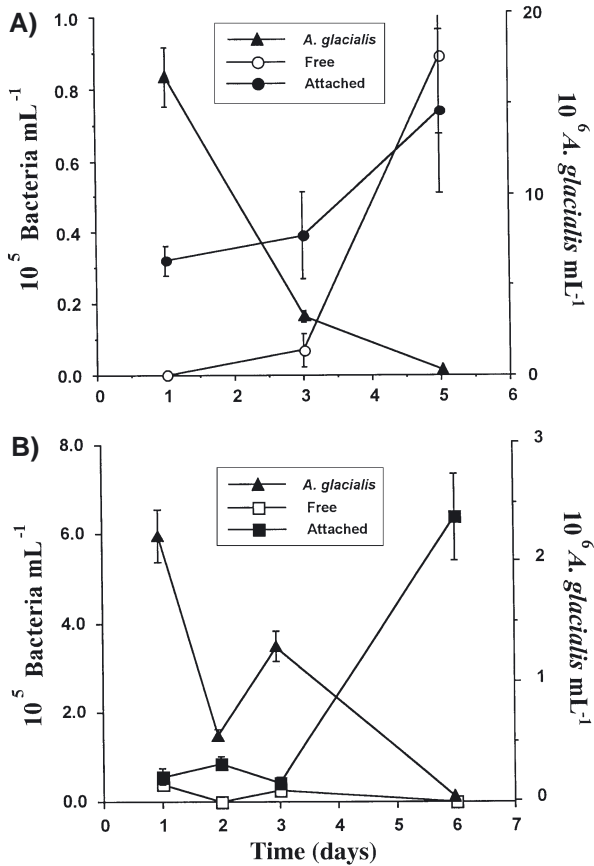 A)
1.0
0.8
0.6
0.4
0.2
0.0
10⁵ Bacteria mL⁻¹
A. glacialis
Free
Attached
20
10
0
10⁶ A. glacialis mL⁻¹
0 1 2 3 4 5 6
B)
8.0
6.0
4.0
2.0
0.0
10⁵ Bacteria mL⁻¹
A. glacialis
Free
Attached
3
2
1
0
10⁶ A. glacialis mL⁻¹
0 1 2 3 4 5 6 7
Time (days)